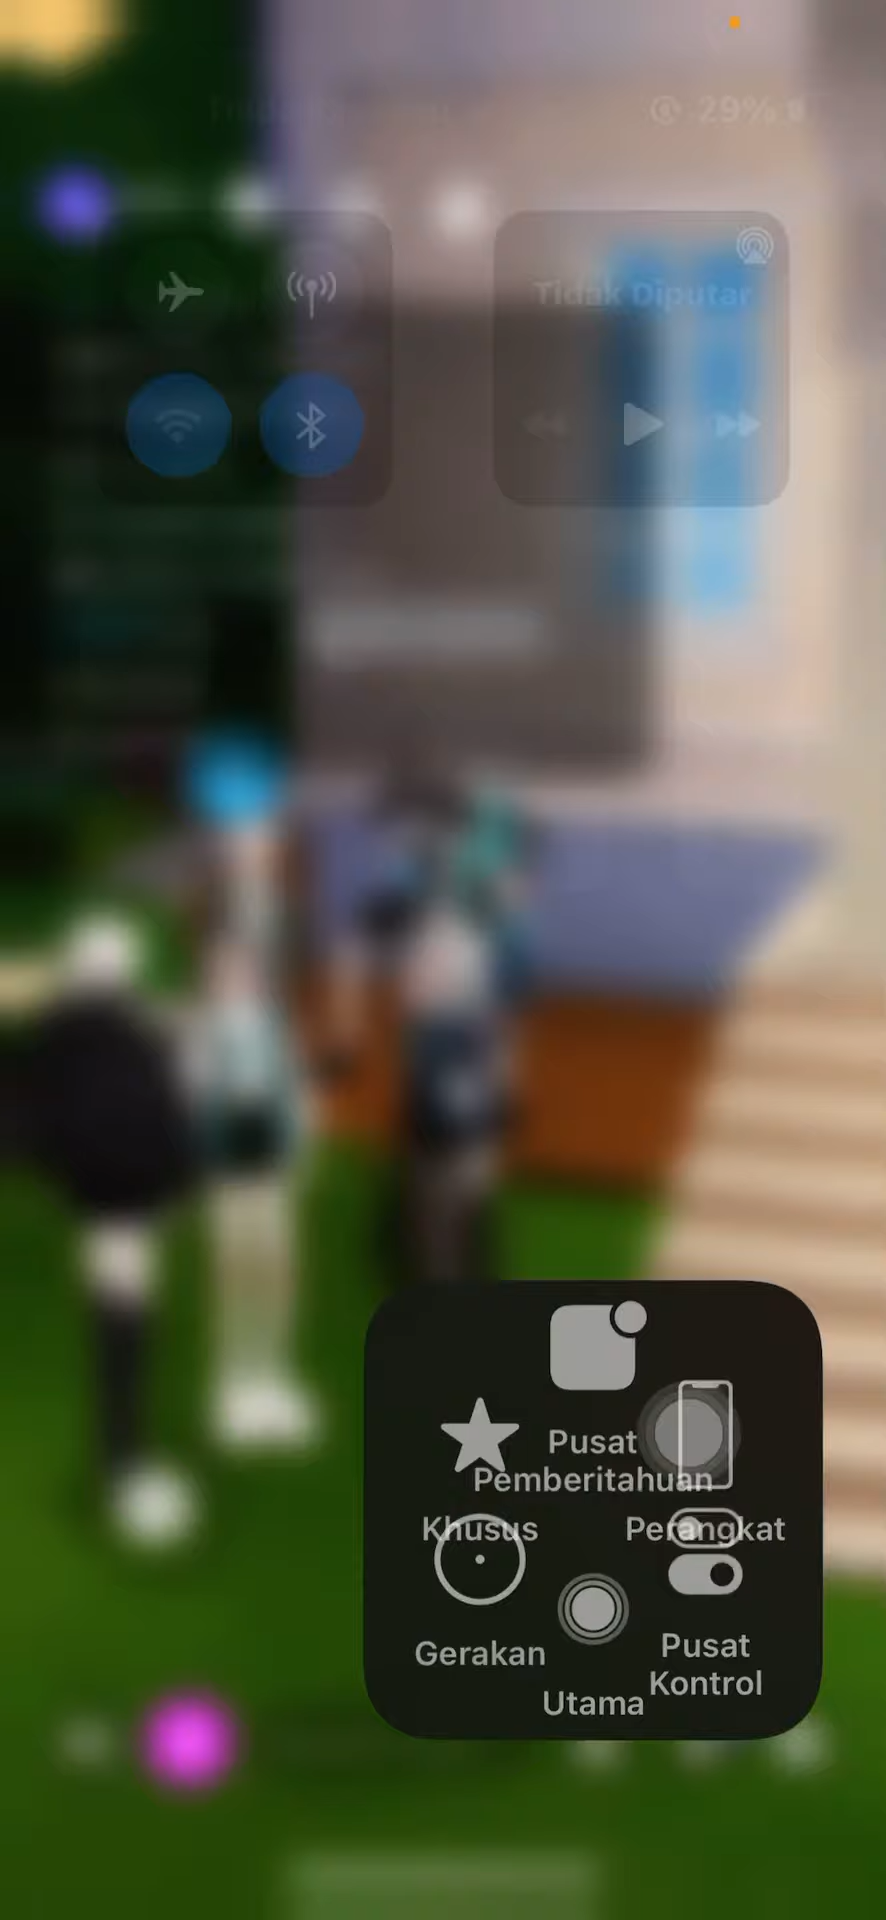 29%
Tidak Diputar
Pusat
Pemberitahuan
Khusus
Perangkat
Gerakan
Pusat
Kontrol
Utama